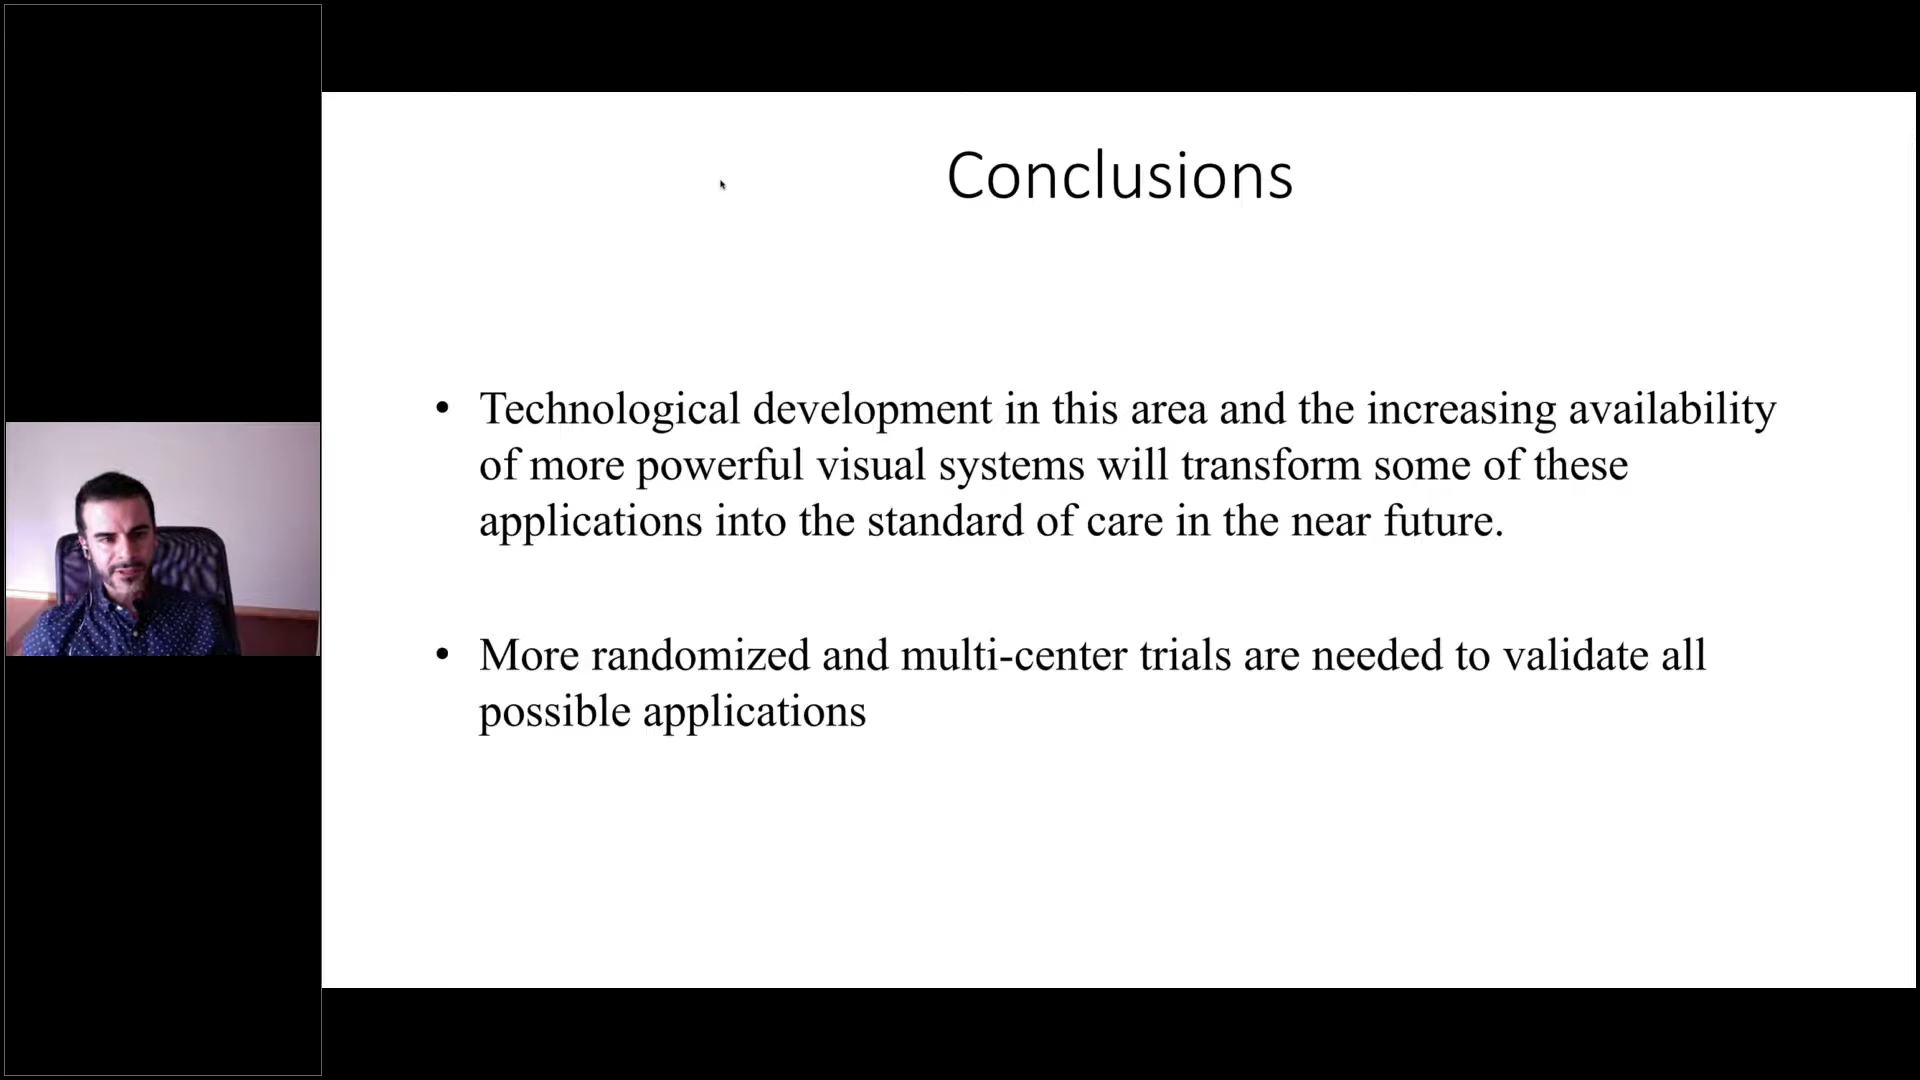 Conclusions
• Technological development in this area and the increasing availability
of more powerful visual systems will transform some of these
applications into the standard of care in the near future.
• More randomized and multi-center trials are needed to validate all
possible applications